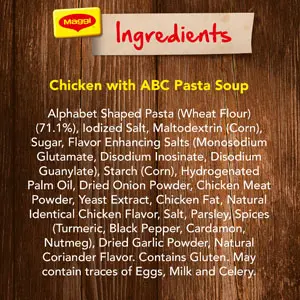 Maggi
Ingredients
Chicken with ABC Pasta Soup
Alphabet Shaped Pasta (Wheat Flour)
(71.1%), Iodized Salt, Maltodextrin (Corn),
Sugar, Flavor Enhancing Salts (Monosodium
Glutamate, Disodium Inosinate, Disodium
Guanylate), Starch (Corn), Hydrogenated
Palm Oil, Dried Onion Powder, Chicken Meat
Powder, Yeast Extract, Chicken Fat, Natural
Identical Chicken Flavor, Salt, Parsley, Spices
(Turmeric, Black Pepper, Cardamon,
Nutmeg), Dried Garlic Powder, Natural
Coriander Flavor. Contains Gluten. May
contain traces of Eggs, Milk and Celery.